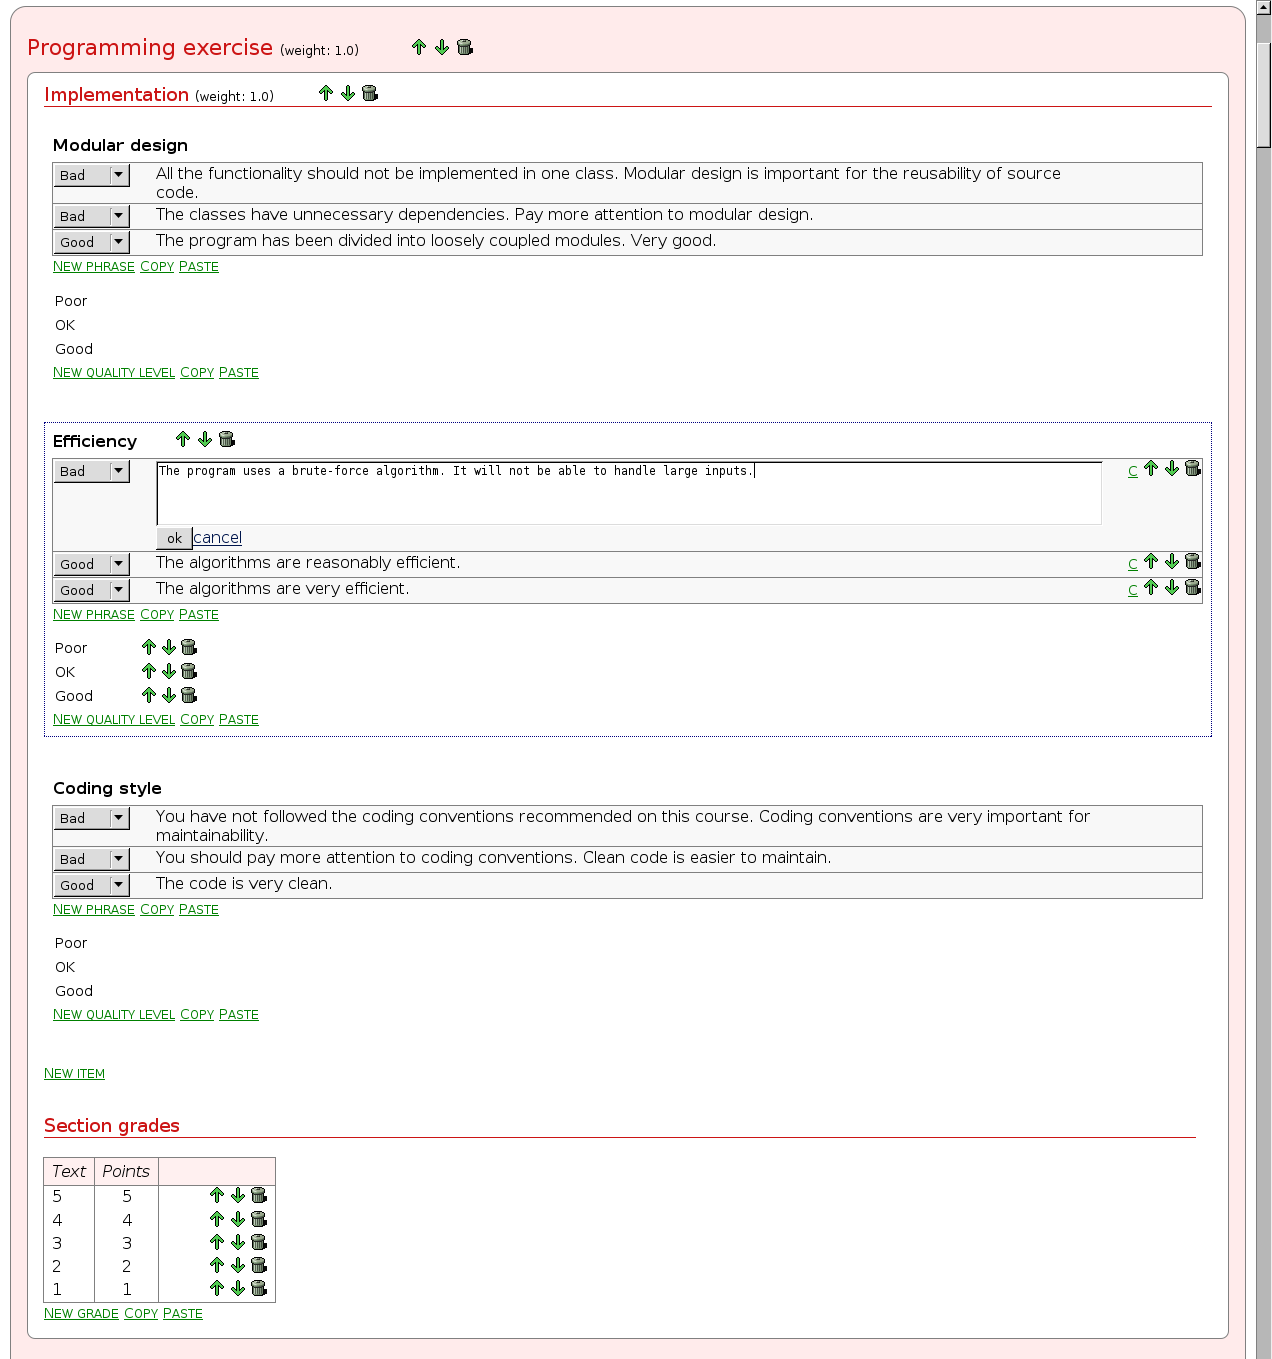 Programming exercise (weight: 1.0)
Implementation (weight: 1.0)
Modular design
Bad All the functionality should not be implemented in one class. Modular design is important for the reusability of source
code.
Bad The classes have unnecessary dependencies. Pay more attention to modular design.
Good The program has been divided into loosely coupled modules. Very good.
NEW PHRASE COPY PASTE
Poor
OK
Good
NEW QUALITY LEVEL COPY PASTE
Efficiency
Bad The program uses a brute-force algorithm. It will not be able to handle large inputs. C
ok cancel
Good The algorithms are reasonably efficient. C
Good The algorithms are very efficient. C
NEW PHRASE COPY PASTE
Poor
OK
Good
NEW QUALITY LEVEL COPY PASTE
Coding style
Bad You have not followed the coding conventions recommended on this course. Coding conventions are very important for
maintainability.
Bad You should pay more attention to coding conventions. Clean code is easier to maintain.
Good The code is very clean.
NEW PHRASE COPY PASTE
Poor
OK
Good
NEW QUALITY LEVEL COPY PASTE
NEW ITEM
Section grades
Text Points
5 5
4 4
3 3
2 2
1 1
NEW GRADE COPY PASTE